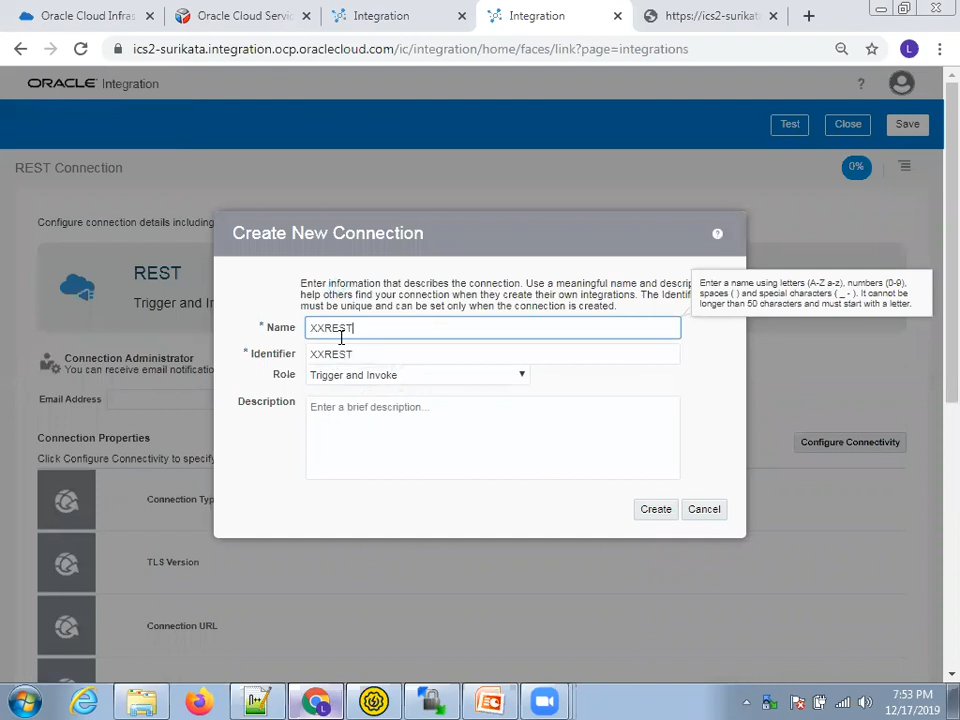 Oracle Cloud Infras
Oracle Cloud Servic
Integration
Integration
https://ics2-surikat
ics2-surikata.integration.ocp.oraclecloud.com/ic/integration/home/faces/link?page=integrations
L
ORACLE Integration
?
Test
Close
Save
REST Connection
0%
Configure connection details including
REST
Trigger and In
Connection Administrator
You can receive email notificatio
Email Address
Connection Properties
Click Configure Connectivity to specify
Configure Connectivity
Connection Typ
TLS Version
Connection URL
Create New Connection
?
Enter information that describes the connection. Use a meaningful name and descrip
help others find your connection when they create their own integrations. The Identifi
must be unique and can be set only when the connection is created.
Enter a name using letters (A-Z a-z), numbers (0-9),
spaces ( ) and special characters ( _ - ). It cannot be
longer than 50 characters and must start with a letter.
* Name XXREST
* Identifier XXREST
Role Trigger and Invoke
Description Enter a brief description...
Create
Cancel
7:53 PM
12/17/2019